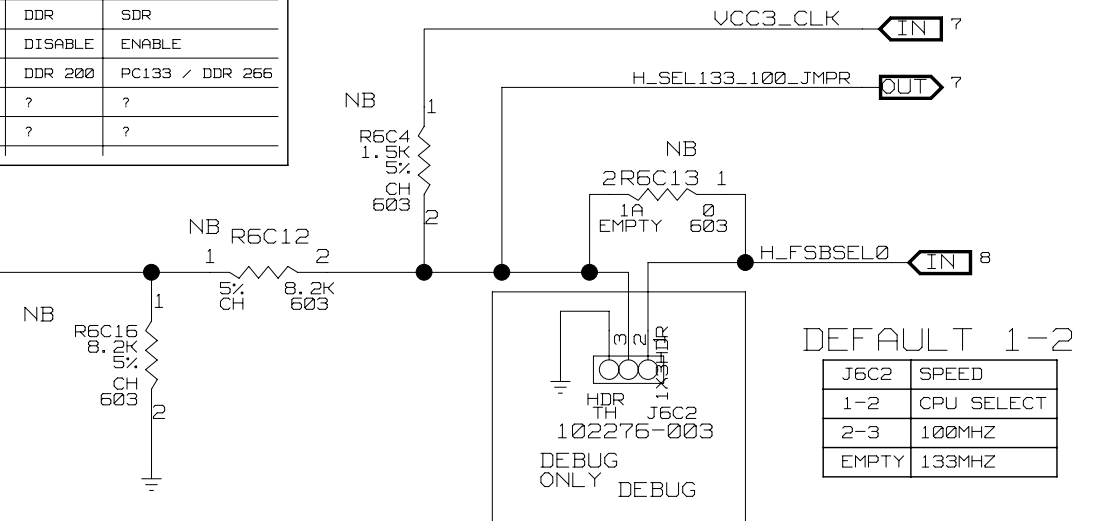 DDR SDR
DISABLE ENABLE
DDR 200 PC133 / DDR 266
? ?
? ?
VCC3_CLK IN 7
H_SEL133_100_JMPR OUT 7
NB
1
R6C4
1.5K
5%
CH
603
2
NB
2 R6C13 1
1A 0
EMPTY 603
H_FSBSEL0 IN 8
NB R6C12
1 2
5% 8.2K
CH 603
NB
1
R6C16
8.2K
5%
CH
603
2
3 2 1X3HDR
HDR
TH J6C2
102276-003
DEBUG
ONLY DEBUG
DEFAULT 1-2
J6C2 SPEED
1-2 CPU SELECT
2-3 100MHZ
EMPTY 133MHZ